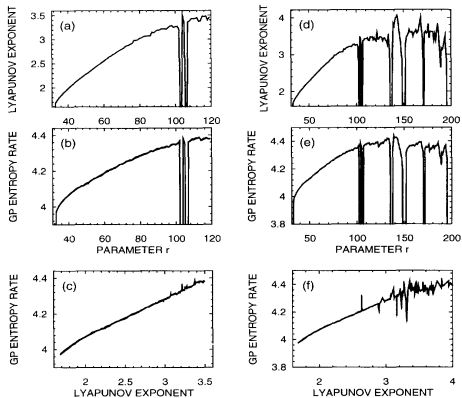 LYAPUNOV EXPONENT
3.5
3
2.5
2
(a)
40 60 80 100 120
LYAPUNOV EXPONENT
4
3
2
(d)
50 100 150 200
GP ENTROPY RATE
4.4
4.2
4
(b)
40 60 80 100 120
PARAMETER r
GP ENTROPY RATE
4.4
4.2
4
3.8
(e)
50 100 150 200
PARAMETER r
GP ENTROPY RATE
4.4
4.2
4
(c)
2 2.5 3 3.5
LYAPUNOV EXPONENT
GP ENTROPY RATE
4.4
4.2
4
3.8
(f)
2 3 4
LYAPUNOV EXPONENT